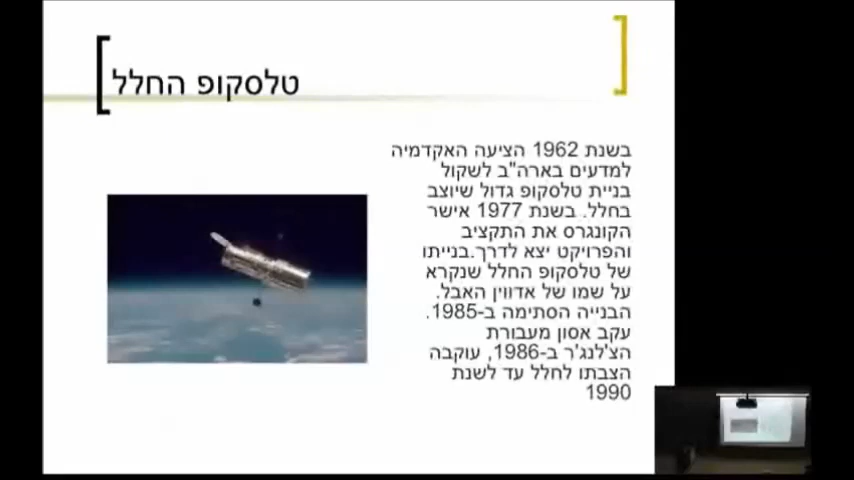 טלסקופ החלל
בשנת 1962 הציעה האקדמיה
למדעים בארה"ב לשקול
בניית טלסקופ גדול שיוצב
בחלל. בשנת 1977 אישר
הקונגרס את התקציב
והפרויקט יצא לדרך.בנייתו
של טלסקופ החלל שנקרא
על שמו של אדווין האבל.
הבנייה הסתימה ב-1985.
עקב אסון מעבורת
הצ'לנג'ר ב-1986, עוקבה
הצבתו לחלל עד לשנת
1990